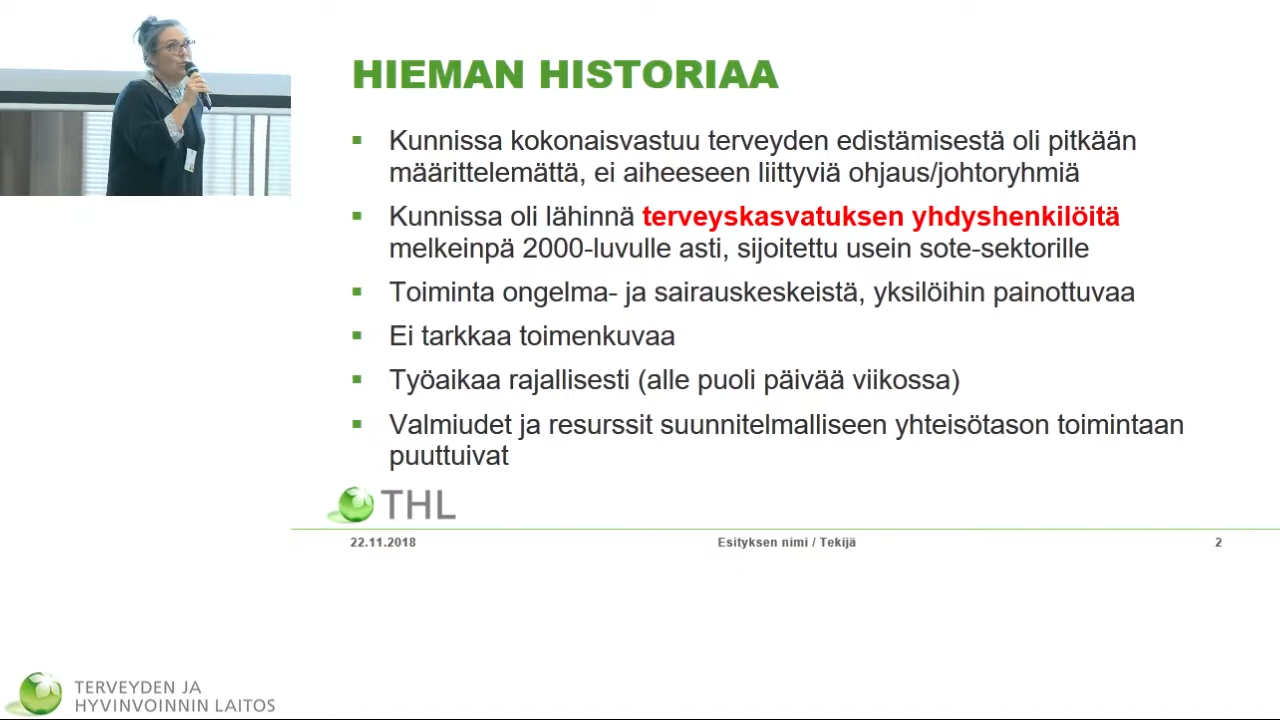 HIEMAN HISTORIAA
Kunnissa kokonaisvastuu terveyden edistämisestä oli pitkään
määrittelemättä, ei aiheeseen liittyviä ohjaus/johtoryhmiä
Kunnissa oli lähinnä terveyskasvatuksen yhdyshenkilöitä
melkeinpä 2000-luvulle asti, sijoitettu usein sote-sektorille
Toiminta ongelma- ja sairauskeskeistä, yksilöihin painottuvaa
Ei tarkkaa toimenkuvaa
Työaikaa rajallisesti (alle puoli päivää viikossa)
Valmiudet ja resurssit suunnitelmalliseen yhteisötason toimintaan
puuttuivat
THL
22.11.2018 Esityksen nimi / Tekijä 2
TERVEYDEN JA
HYVINVOINNIN LAITOS